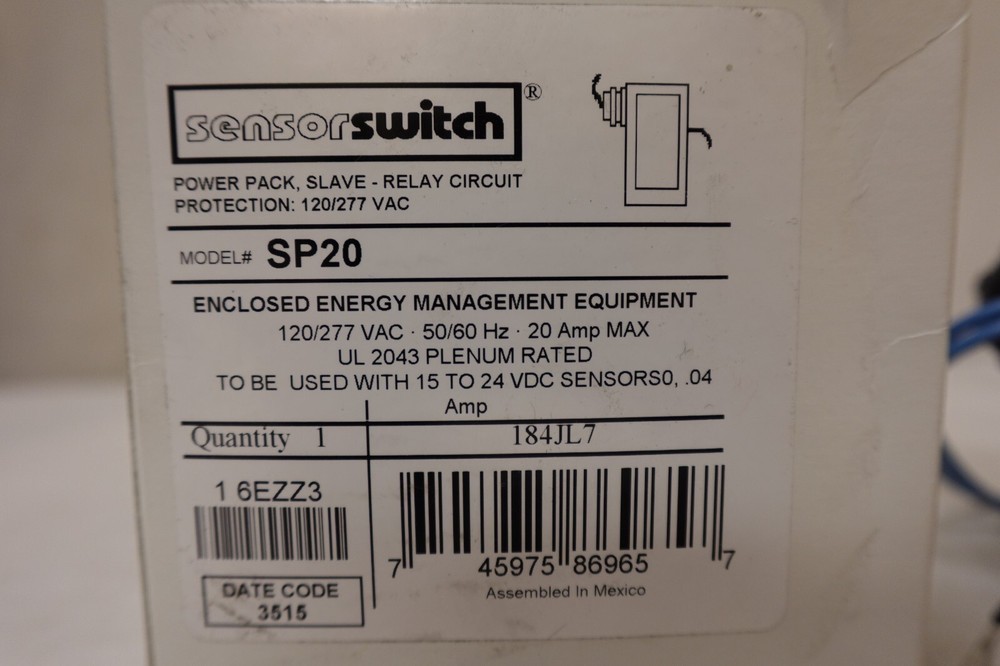 sensorswitch®
POWER PACK, SLAVE - RELAY CIRCUIT
PROTECTION: 120/277 VAC
MODEL# SP20
ENCLOSED ENERGY MANAGEMENT EQUIPMENT
120/277 VAC · 50/60 Hz · 20 Amp MAX
UL 2043 PLENUM RATED
TO BE USED WITH 15 TO 24 VDC SENSORS0, .04
Amp
Quantity 1
184JL7
1 6EZZ3
7 45975 86965 7
Assembled In Mexico
DATE CODE
3515